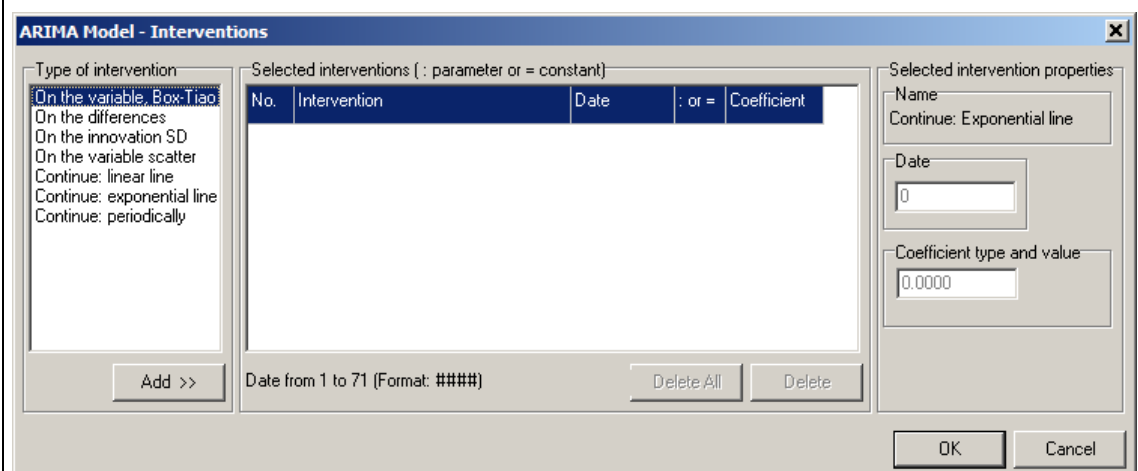 ARIMA Model - Interventions
Type of intervention
On the variable, Box-Tiao
On the differences
On the innovation SD
On the variable scatter
Continue: linear line
Continue: exponential line
Continue: periodically
Add >>
Selected interventions ( : parameter or = constant)
No. Intervention Date : or = Coefficient
Date from 1 to 71 (Format: ####)
Delete All Delete
Selected intervention properties
Name
Continue: Exponential line
Date
0
Coefficient type and value
0.0000
OK Cancel